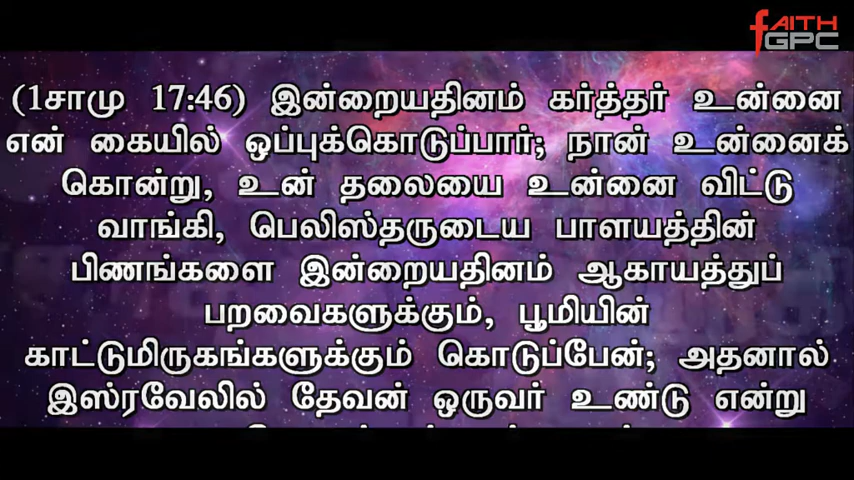 FAITH
GPC
(1சாமு 17:46) இன்றையதினம் கர்த்தர் உன்னை
என் கையில் ஒப்புக்கொடுப்பார்; நான் உன்னைக்
கொன்று, உன் தலையை உன்னை விட்டு
வாங்கி, பெலிஸ்தருடைய பாளயத்தின்
பிணங்களை இன்றையதினம் ஆகாயத்துப்
பறவைகளுக்கும், பூமியின்
காட்டுமிருகங்களுக்கும் கொடுப்பேன்; அதனால்
இஸ்ரவேலில் தேவன் ஒருவர் உண்டு என்று